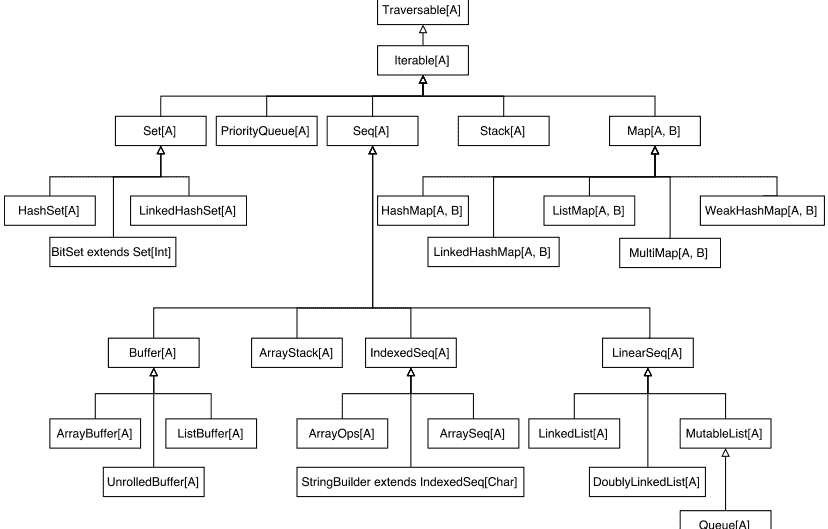 Traversable[A]
Iterable[A]
Set[A]
PriorityQueue[A]
Seq[A]
Stack[A]
Map[A, B]
HashSet[A]
LinkedHashSet[A]
HashMap[A, B]
ListMap[A, B]
WeakHashMap[A, B]
BitSet extends Set[Int]
LinkedHashMap[A, B]
MultiMap[A, B]
Buffer[A]
ArrayStack[A]
IndexedSeq[A]
LinearSeq[A]
ArrayBuffer[A]
ListBuffer[A]
ArrayOps[A]
ArraySeq[A]
LinkedList[A]
MutableList[A]
UnrolledBuffer[A]
StringBuilder extends IndexedSeq[Char]
DoublyLinkedList[A]
Queue[A]